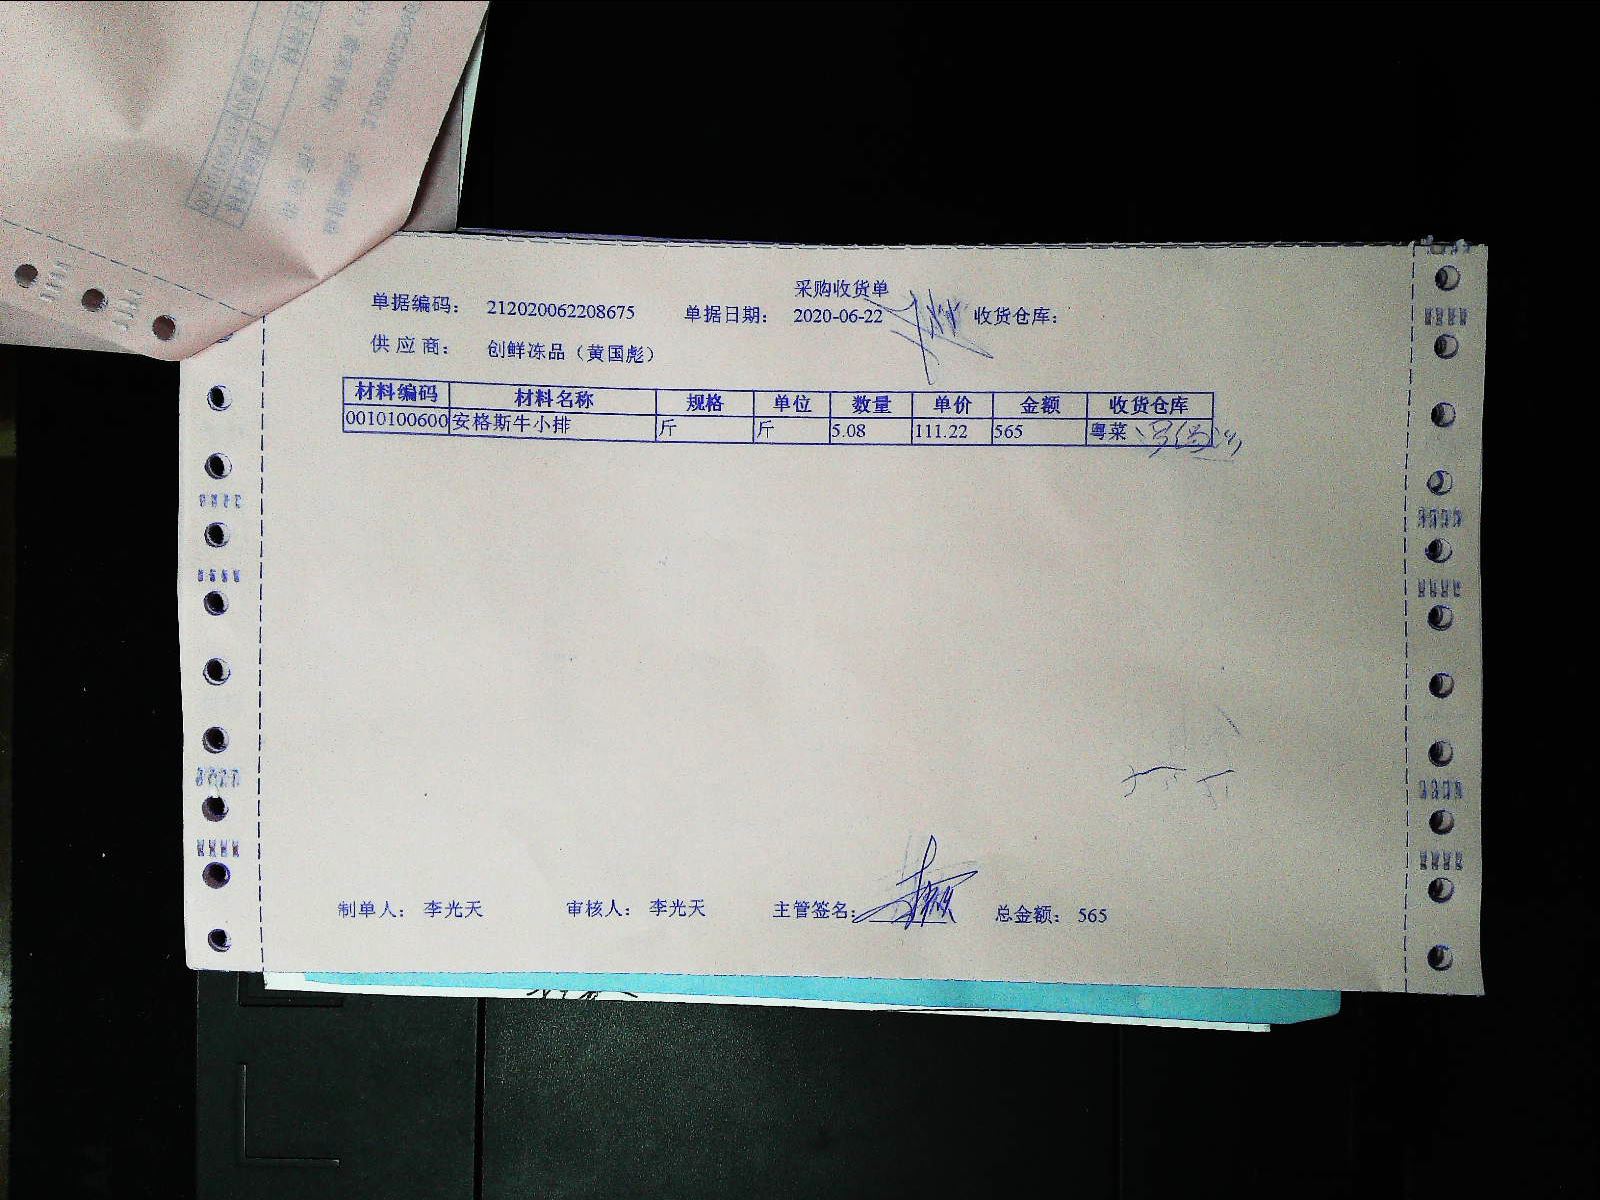 采购收货单
单据编码： 212020062208675 单据日期： 2020-06-22 收货仓库：
供应商： 创鲜冻品（黄国彪）
材料编码 材料名称 规格 单位 数量 单价 金额 收货仓库
0010100600 安格斯牛小排 斤 斤 5.08 111.22 565 粤菜
制单人： 李光天 审核人： 李光天 主管签名： 总金额： 565